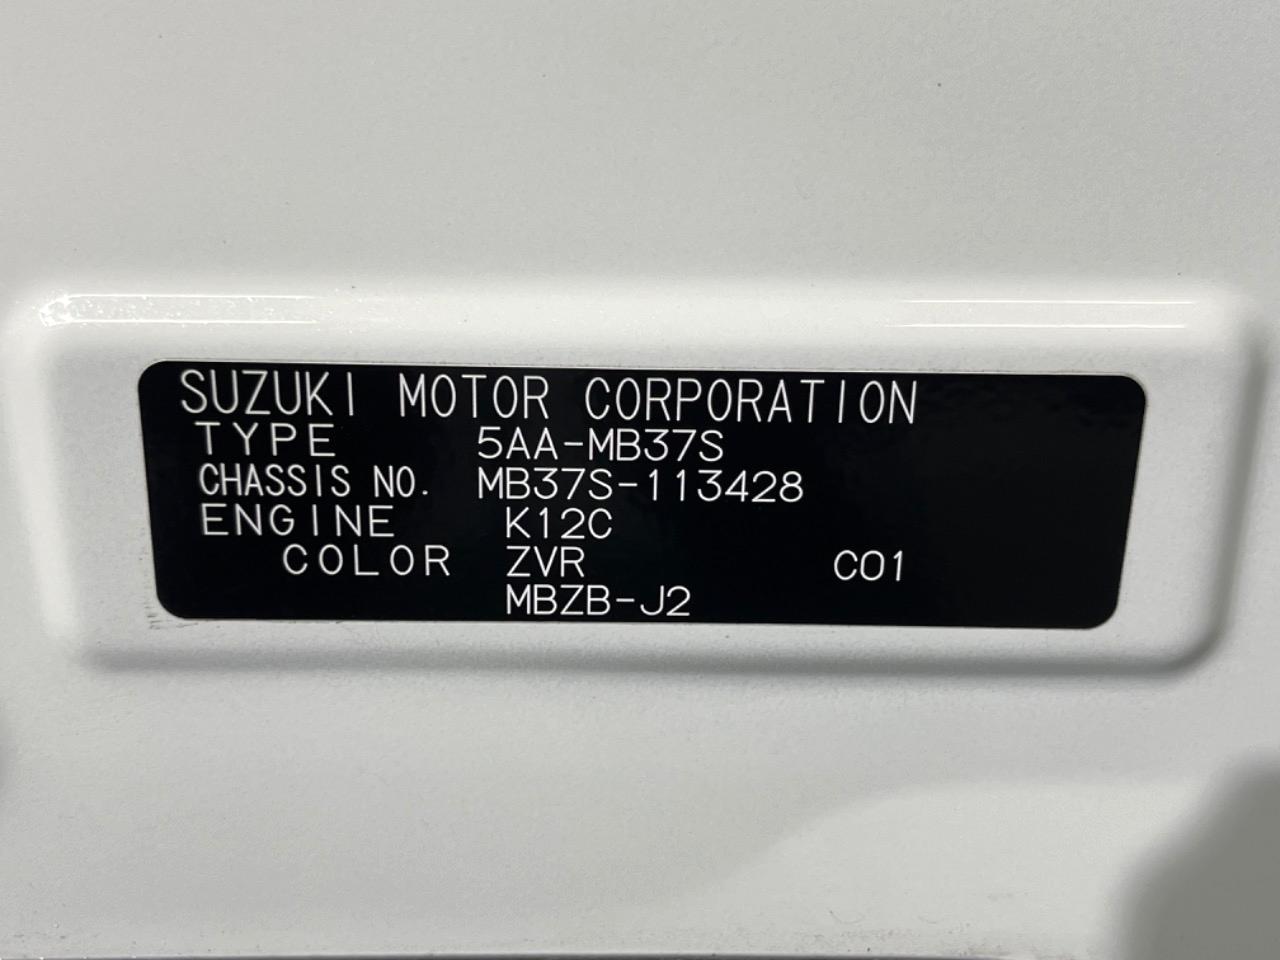 SUZUKI MOTOR CORPORATION
TYPE 5AA-MB37S
CHASSIS NO. MB37S-113428
ENGINE K12C
COLOR ZVR C01
MBZB-J2